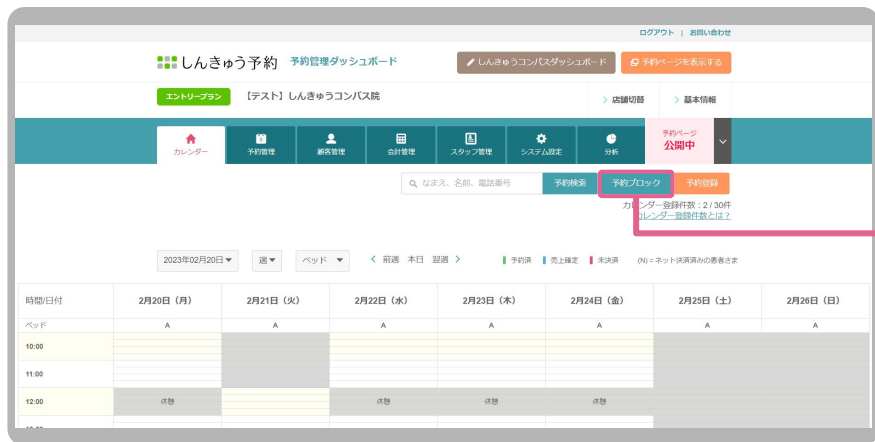 ログアウト | お問い合わせ
しんきゅう予約 予約管理ダッシュボード
しんきゅうコンパスダッシュボード
予約ページを表示する
エントリープラン 【テスト】しんきゅうコンパス院
> 店舗切替 > 基本情報
カレンダー 予約管理 顧客管理 会計管理 スタッフ管理 システム設定 分析
予約ページ
公開中
なまえ、名前、電話番号 予約検索 予約ブロック 予約登録
カレンダー登録件数：2 / 30件
カレンダー登録件数とは？
2023年02月20日▼ 週▼ ベッド ▼ < 前週 本日 翌週 > 予約済 売上確定 未決済 (N) = ネット決済済みの患者さま
時間/日付 2月20日（月） 2月21日（火） 2月22日（水） 2月23日（木） 2月24日（金） 2月25日（土） 2月26日（日）
ベッド A A A A A A A
10:00
11:00
12:00 休憩 休憩 休憩 休憩